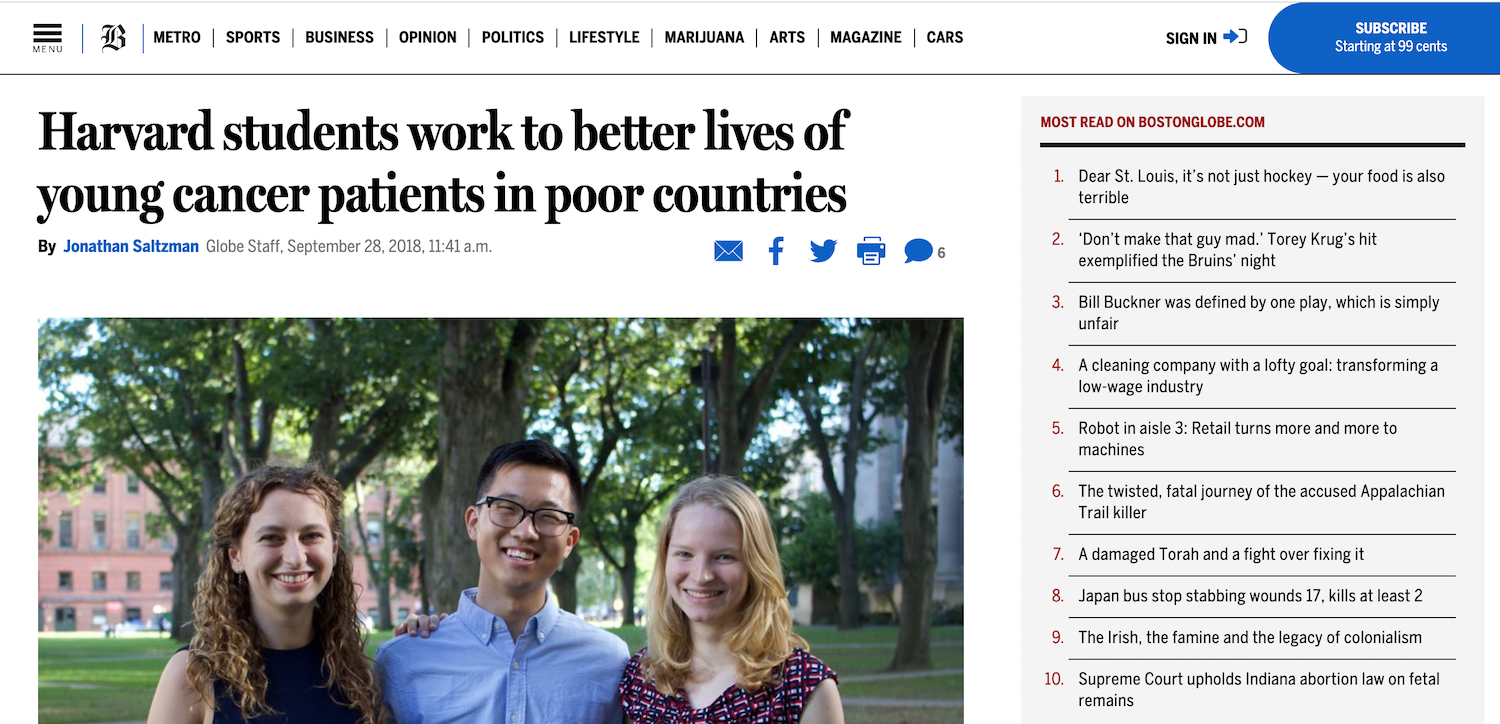 MENU
B
METRO
SPORTS
BUSINESS
OPINION
POLITICS
LIFESTYLE
MARIJUANA
ARTS
MAGAZINE
CARS
SIGN IN
SUBSCRIBE
Starting at 99 cents
Harvard students work to better lives of
young cancer patients in poor countries
By Jonathan Saltzman Globe Staff, September 28, 2018, 11:41 a.m.
6
MOST READ ON BOSTONGLOBE.COM
1. Dear St. Louis, it's not just hockey — your food is also
terrible
2. 'Don't make that guy mad.' Torey Krug's hit
exemplified the Bruins' night
3. Bill Buckner was defined by one play, which is simply
unfair
4. A cleaning company with a lofty goal: transforming a
low-wage industry
5. Robot in aisle 3: Retail turns more and more to
machines
6. The twisted, fatal journey of the accused Appalachian
Trail killer
7. A damaged Torah and a fight over fixing it
8. Japan bus stop stabbing wounds 17, kills at least 2
9. The Irish, the famine and the legacy of colonialism
10. Supreme Court upholds Indiana abortion law on fetal
remains